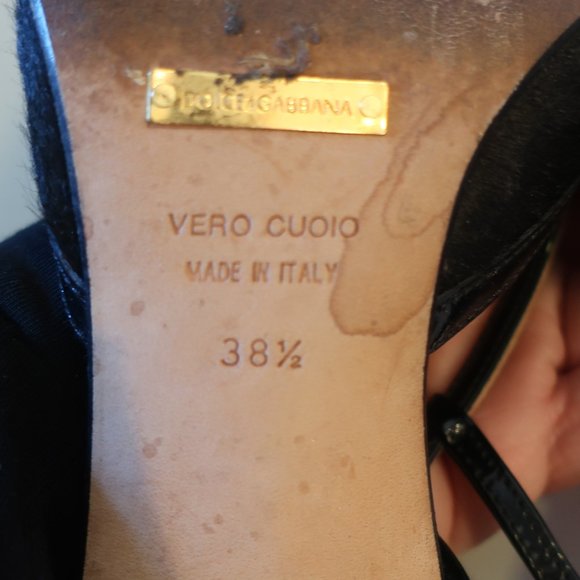 DOLCE&GABBANA
VERO CUOIO
MADE IN ITALY
38½